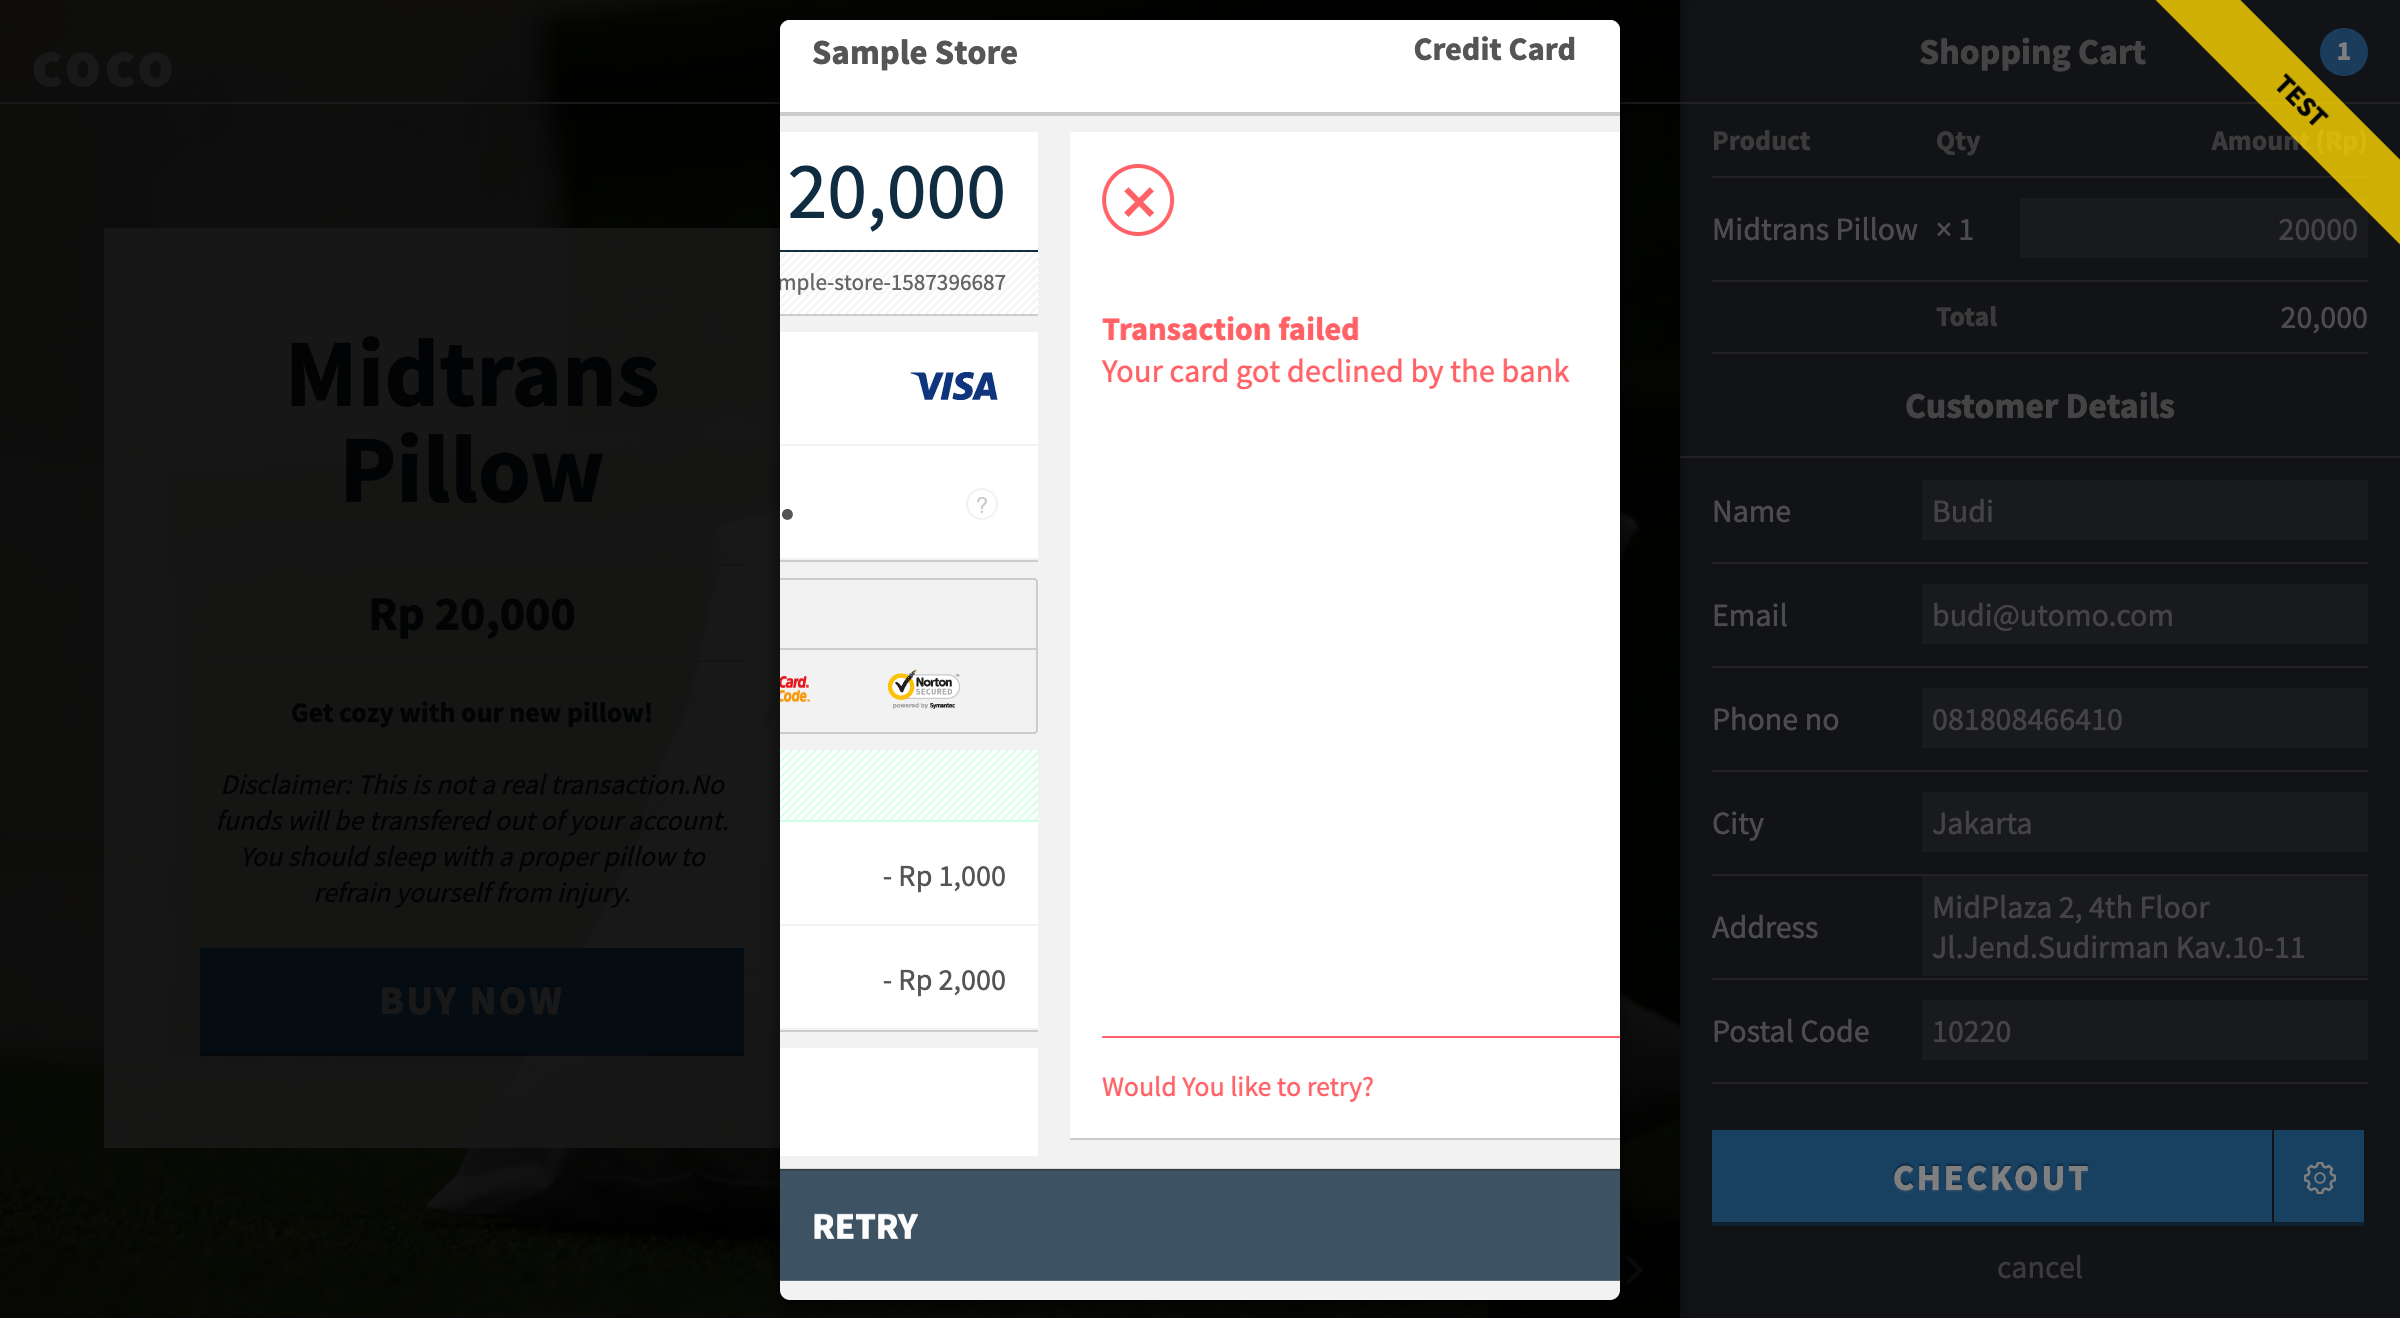 COCO
Midtrans
Pillow
Rp 20,000
Get cozy with our new pillow!
Disclaimer: This is not a real transaction.No
funds will be transfered out of your account.
You should sleep with a proper pillow to
refrain yourself from injury.
BUY NOW
Sample Store
Credit Card
20,000
mple-store-1587396687
VISA
?
Card.
Code.
Norton
SECURED
powered by Symantec
- Rp 1,000
- Rp 2,000
Transaction failed
Your card got declined by the bank
Would You like to retry?
RETRY
Shopping Cart
1
TEST
Product Qty Amount (Rp)
Midtrans Pillow × 1 20000
Total 20,000
Customer Details
Name Budi
Email budi@utomo.com
Phone no 081808466410
City Jakarta
Address MidPlaza 2, 4th Floor
Jl.Jend.Sudirman Kav.10-11
Postal Code 10220
CHECKOUT
cancel